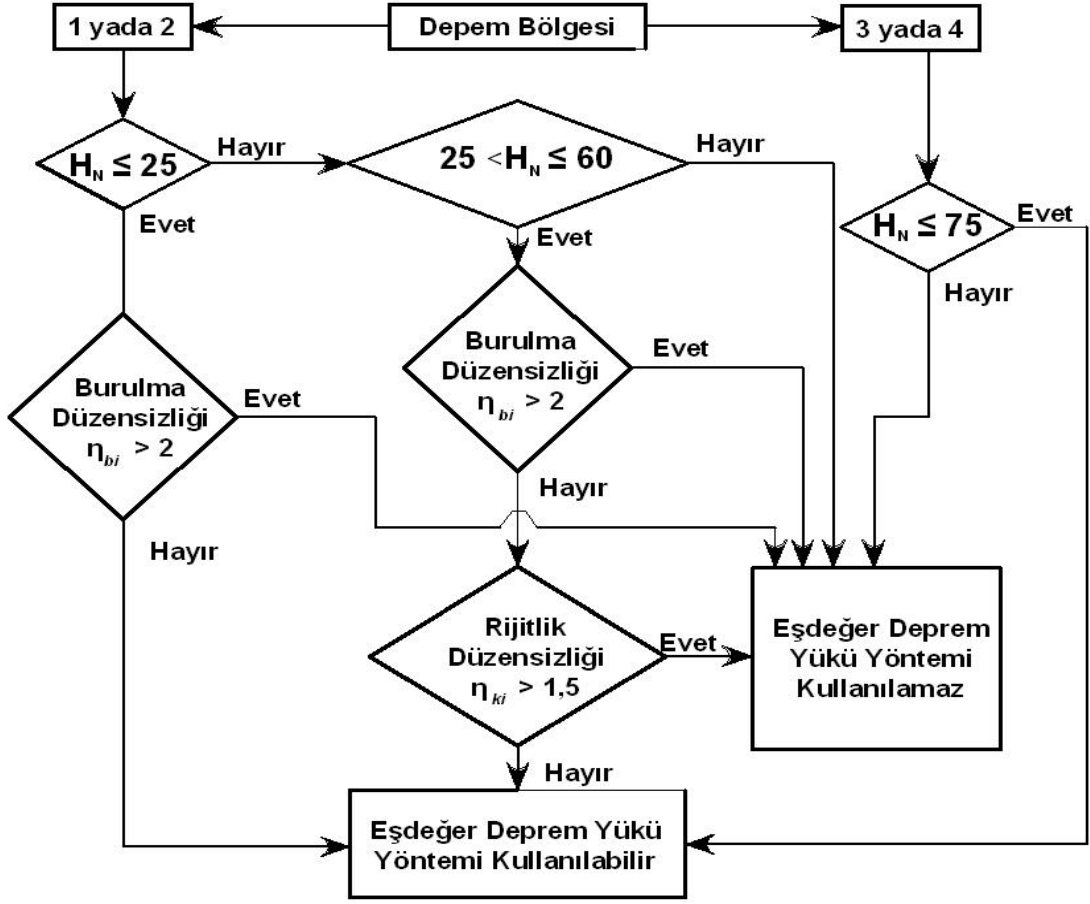 1 yada 2
Depem Bölgesi
3 yada 4
H_N ≤ 25
Hayır
25 < H_N ≤ 60
Hayır
H_N ≤ 75
Evet
Evet
Evet
Hayır
Burulma
Düzensizliği
η_bi > 2
Evet
Burulma
Düzensizliği
η_bi > 2
Evet
Hayır
Hayır
Rijitlik
Düzensizliği
η_ki > 1,5
Evet
Eşdeğer Deprem
Yükü Yöntemi
Kullanılamaz
Hayır
Eşdeğer Deprem Yükü
Yöntemi Kullanılabilir